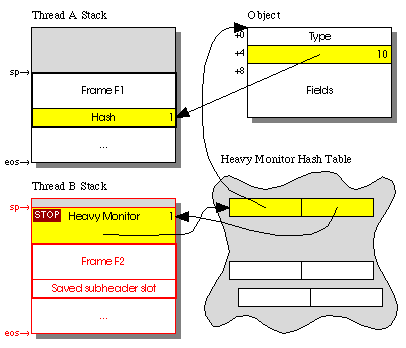 Thread A Stack
sp
Frame F1
Hash 1
...
eos
Object
+0 Type
+4 10
+8
Fields
Heavy Monitor Hash Table
Thread B Stack
sp
STOP Heavy Monitor 1
Frame F2
Saved subheader slot
...
eos